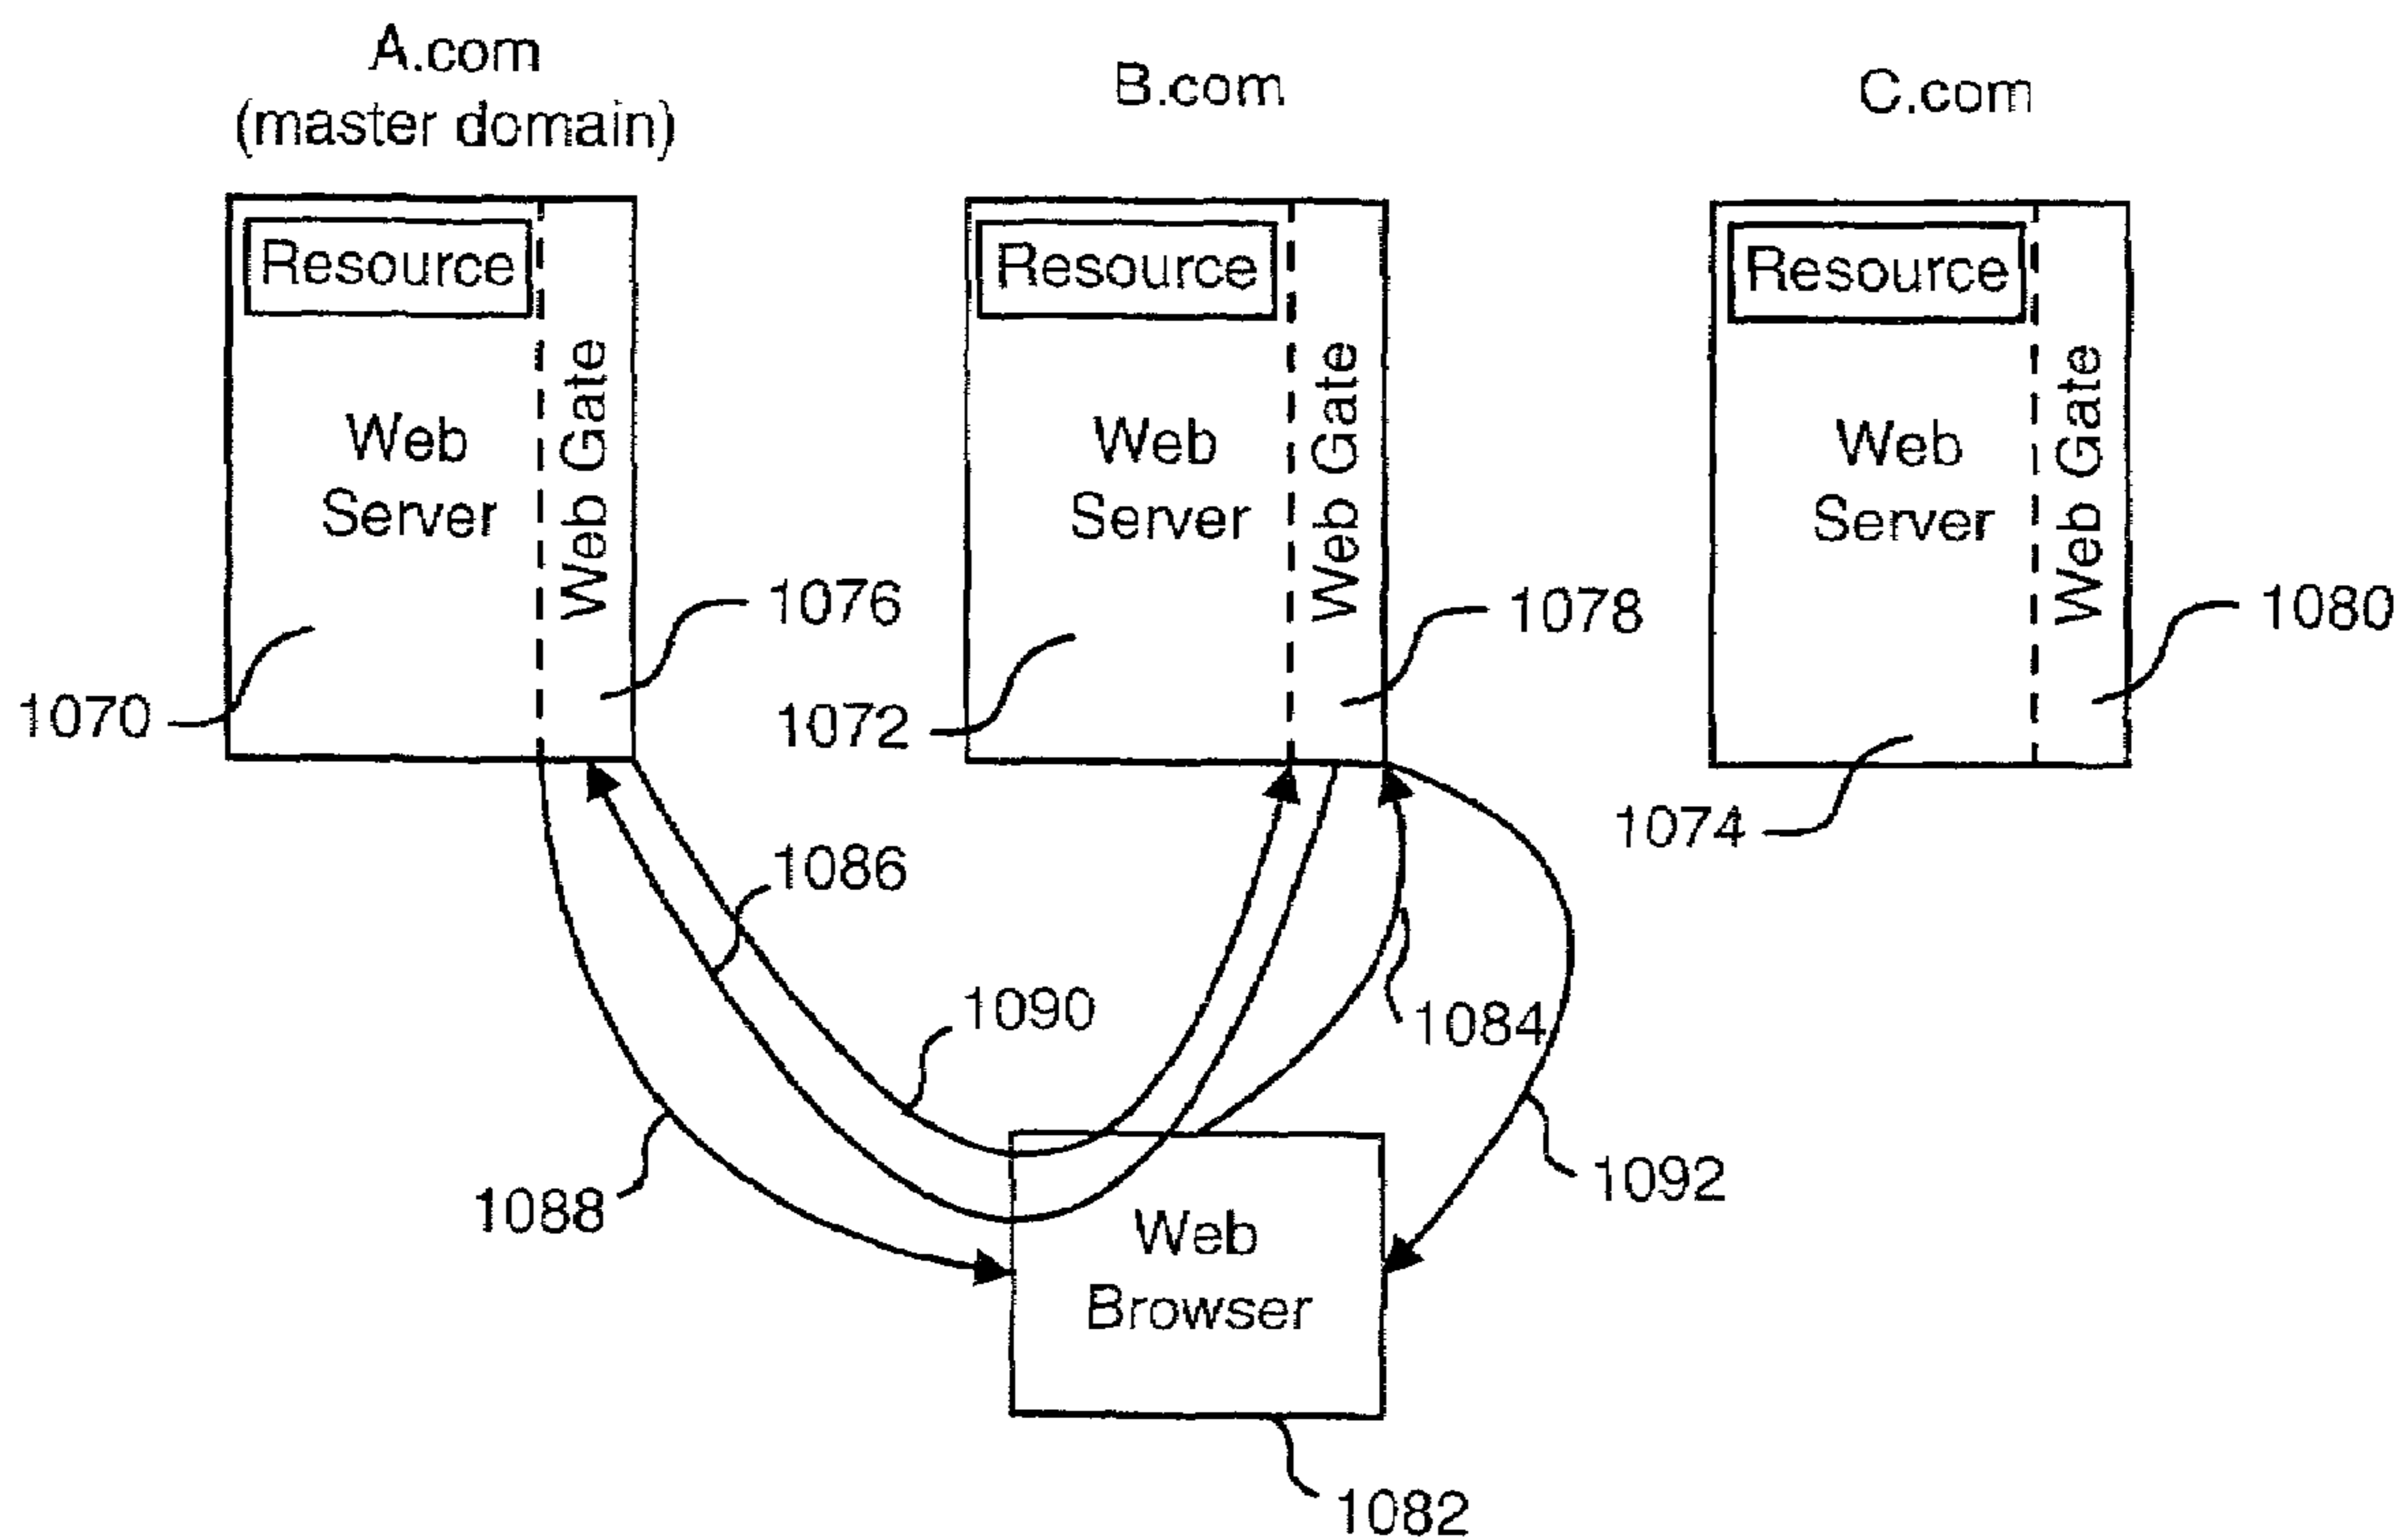 A.com
(master domain)
B.com
C.com
Resource
Web
Server
Web Gate
Resource
Web
Server
Web Gate
Resource
Web
Server
Web Gate
1070
1076
1072
1078
1074
1080
1086
1090
1084
1088
1092
Web
Browser
1082